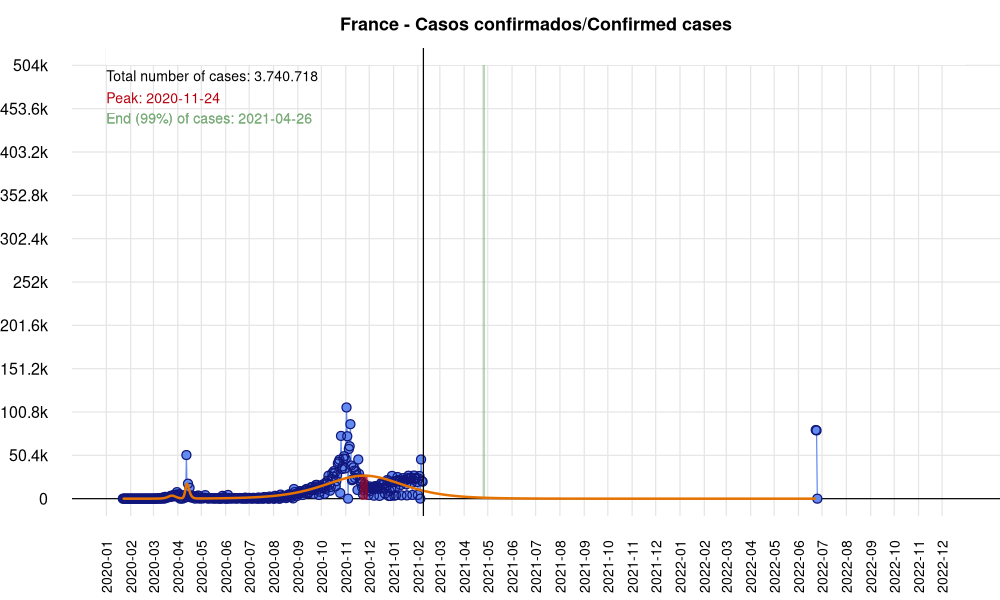 France - Casos confirmados/Confirmed cases
504k
Total number of cases: 3.740.718
Peak: 2020-11-24
End (99%) of cases: 2021-04-26
453.6k
403.2k
352.8k
302.4k
252k
201.6k
151.2k
100.8k
50.4k
0
2020-01
2020-02
2020-03
2020-04
2020-05
2020-06
2020-07
2020-08
2020-09
2020-10
2020-11
2020-12
2021-01
2021-02
2021-03
2021-04
2021-05
2021-06
2021-07
2021-08
2021-09
2021-10
2021-11
2021-12
2022-01
2022-02
2022-03
2022-04
2022-05
2022-06
2022-07
2022-08
2022-09
2022-10
2022-11
2022-12